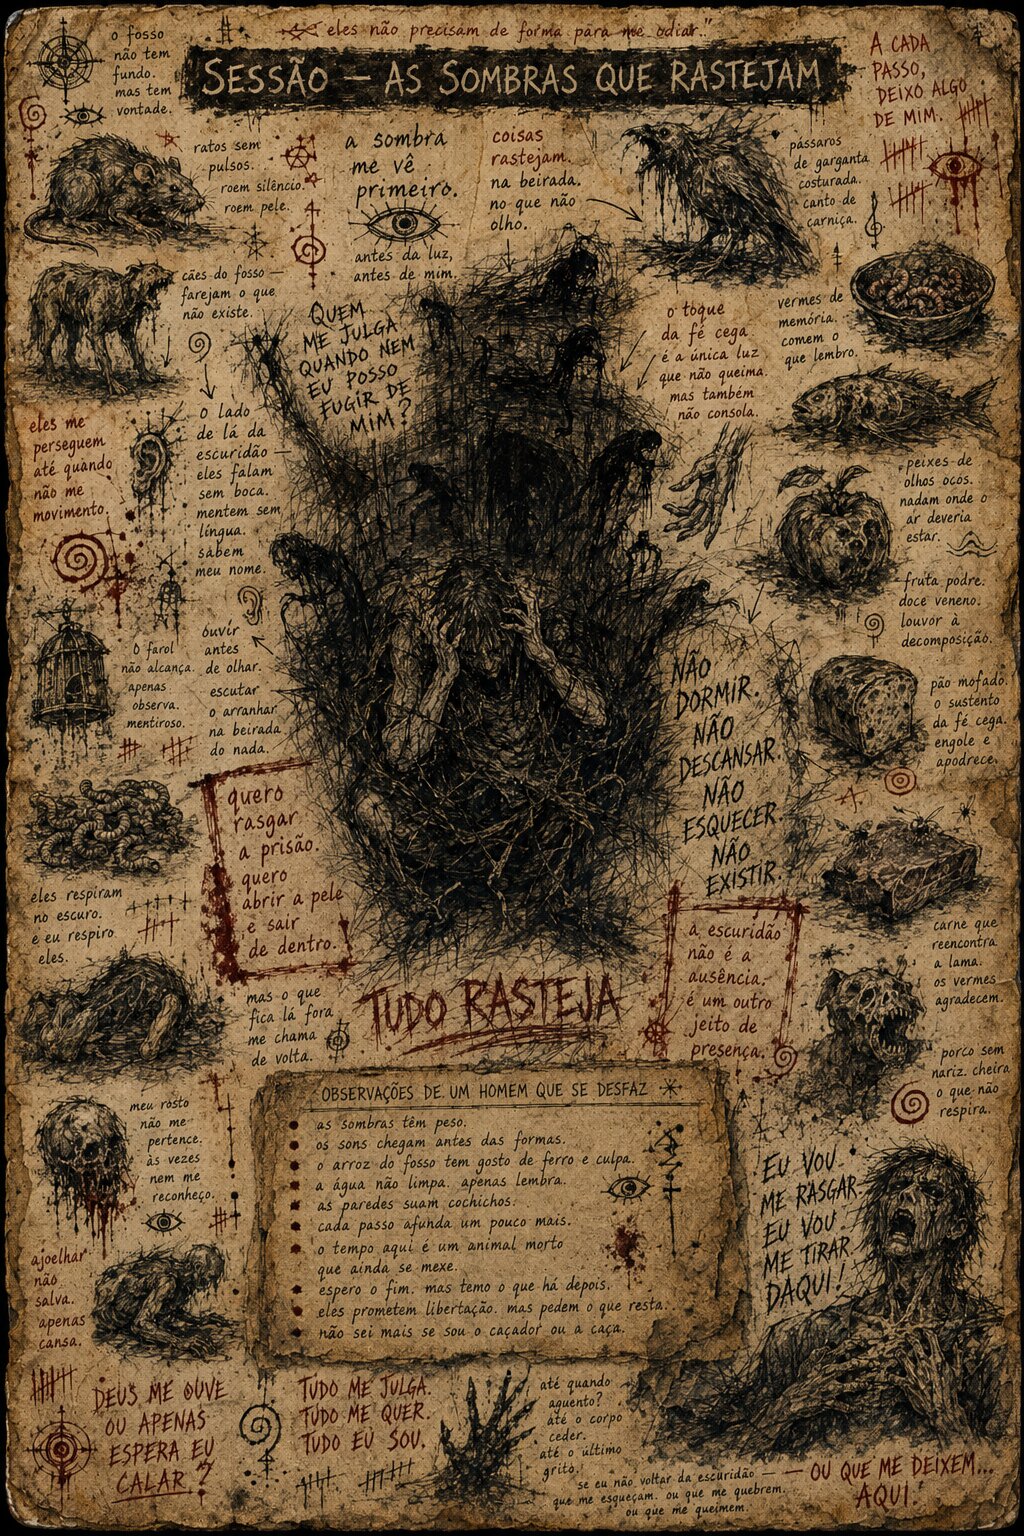 o fosso
não tem
fundo.
mas tem
vontade.
eles não precisam de forma para me odiar.."
SESSÃO — AS SOMBRAS QUE RASTEJAM
A CADA
PASSO,
DEIXO ALGO
DE MIM.
ratos sem
pulsos.
roem silêncio.
roem pele.
a sombra
me vê
primeiro.
antes da luz,
antes de mim.
coisas
rastejam.
na beirada.
no que não
olho.
pássaros
de garganta
costurada.
canto de
carniça.
cães do fosso —
farejam o que
não existe.
QUEM
ME JULGA
QUANDO NEM
EU POSSO
FUGIR DE
MIM?
o toque
da fé cega
é a única luz
que não queima.
mas também
não consola.
vermes de
memória.
comem o
que lembro.
eles me
perseguem
até quando
não me
movimento.
o lado
de lá da
escuridão —
eles falam
sem boca.
mentem sem
língua.
sabem
meu nome.
peixes de
olhos ocos.
nadam onde o
ar deveria
estar.
fruta podre.
doce veneno.
louvor à
decomposição.
O farol
não alcança.
apenas
observa.
mentiroso.
ouvir
antes
de olhar.
escutar
o arranhar
na beirada
do nada.
NÃO
DORMIR.
NÃO
DESCANSAR.
NÃO
ESQUECER.
NÃO
EXISTIR.
pão mofado.
o sustento
da fé cega.
engole e
apodrece.
quero
rasgar
a prisão.
quero
abrir a pele
e sair
de dentro.
eles respiram
no escuro.
e eu respiro
eles.
a escuridão
não é a
ausência.
é um outro
jeito de
presença.
carne que
reencontra
a lama.
os vermes
agradecem.
mas o que
fica lá fora
me chama
de volta.
TUDO RASTEJA
porco sem
nariz. cheira
o que não
respira.
meu rosto
não me
pertence.
às vezes
nem me
reconheço.
OBSERVAÇÕES DE UM HOMEM QUE SE DESFAZ
as sombras têm peso.
os sons chegam antes das formas.
o arroz do fosso tem gosto de ferro e culpa.
a água não limpa. apenas lembra.
as paredes suam cochichos.
cada passo afunda um pouco mais.
o tempo aqui é um animal morto
que ainda se mexe.
espero o fim. mas temo o que há depois.
eles prometem libertação. mas pedem o que resta.
não sei mais se sou o caçador ou a caça.
EU VOU
ME RASGAR.
EU VOU
ME TIRAR
DAQUI!
ajoelhar
não
salva.
apenas
cansa.
DEUS ME OUVE
OU APENAS
ESPERA EU
CALAR?
TUDO ME JULGA.
TUDO ME QUER.
TUDO EU SOU.
até quando
aguento?
até o corpo
ceder.
até o último
grito.
se eu não voltar da escuridão —
que me esqueçam. ou que me quebrem.
ou que me queimem.
— OU QUE ME DEIXEM...
AQUI.